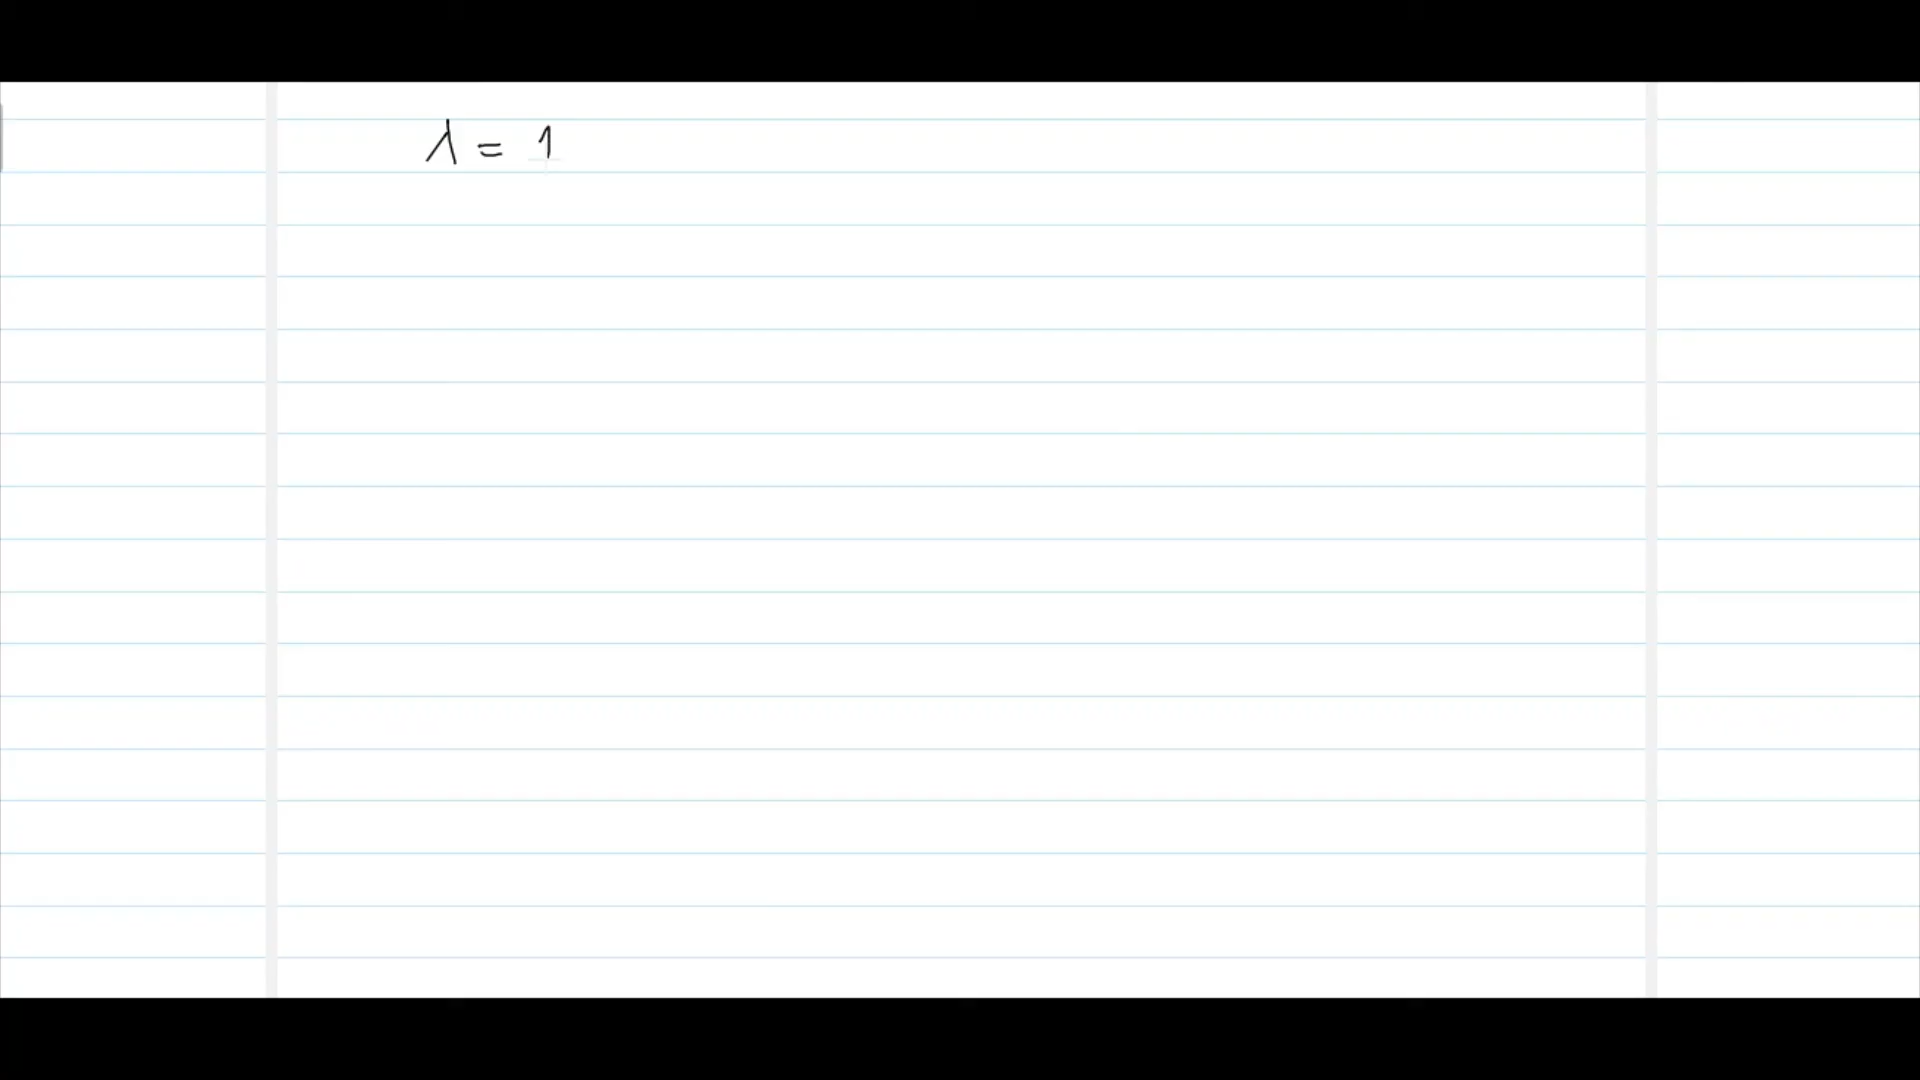 λ = 1